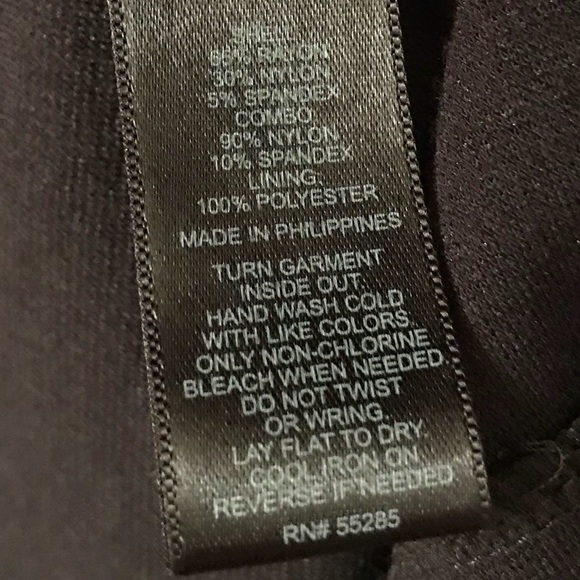 SHELL
% RAYON
30% NYLON
5% SPANDEX
COMBO.
90% NYLON
10% SPANDEX
LINING.
100% POLYESTER
MADE IN PHILIPPINES
TURN GARMENT
INSIDE OUT.
HAND WASH COLD
WITH LIKE COLORS.
ONLY NON-CHLORINE
BLEACH WHEN NEEDED.
DO NOT TWIST
OR WRING.
LAY FLAT TO DRY.
COOL IRON ON
REVERSE IF NEEDED
RN# 55285